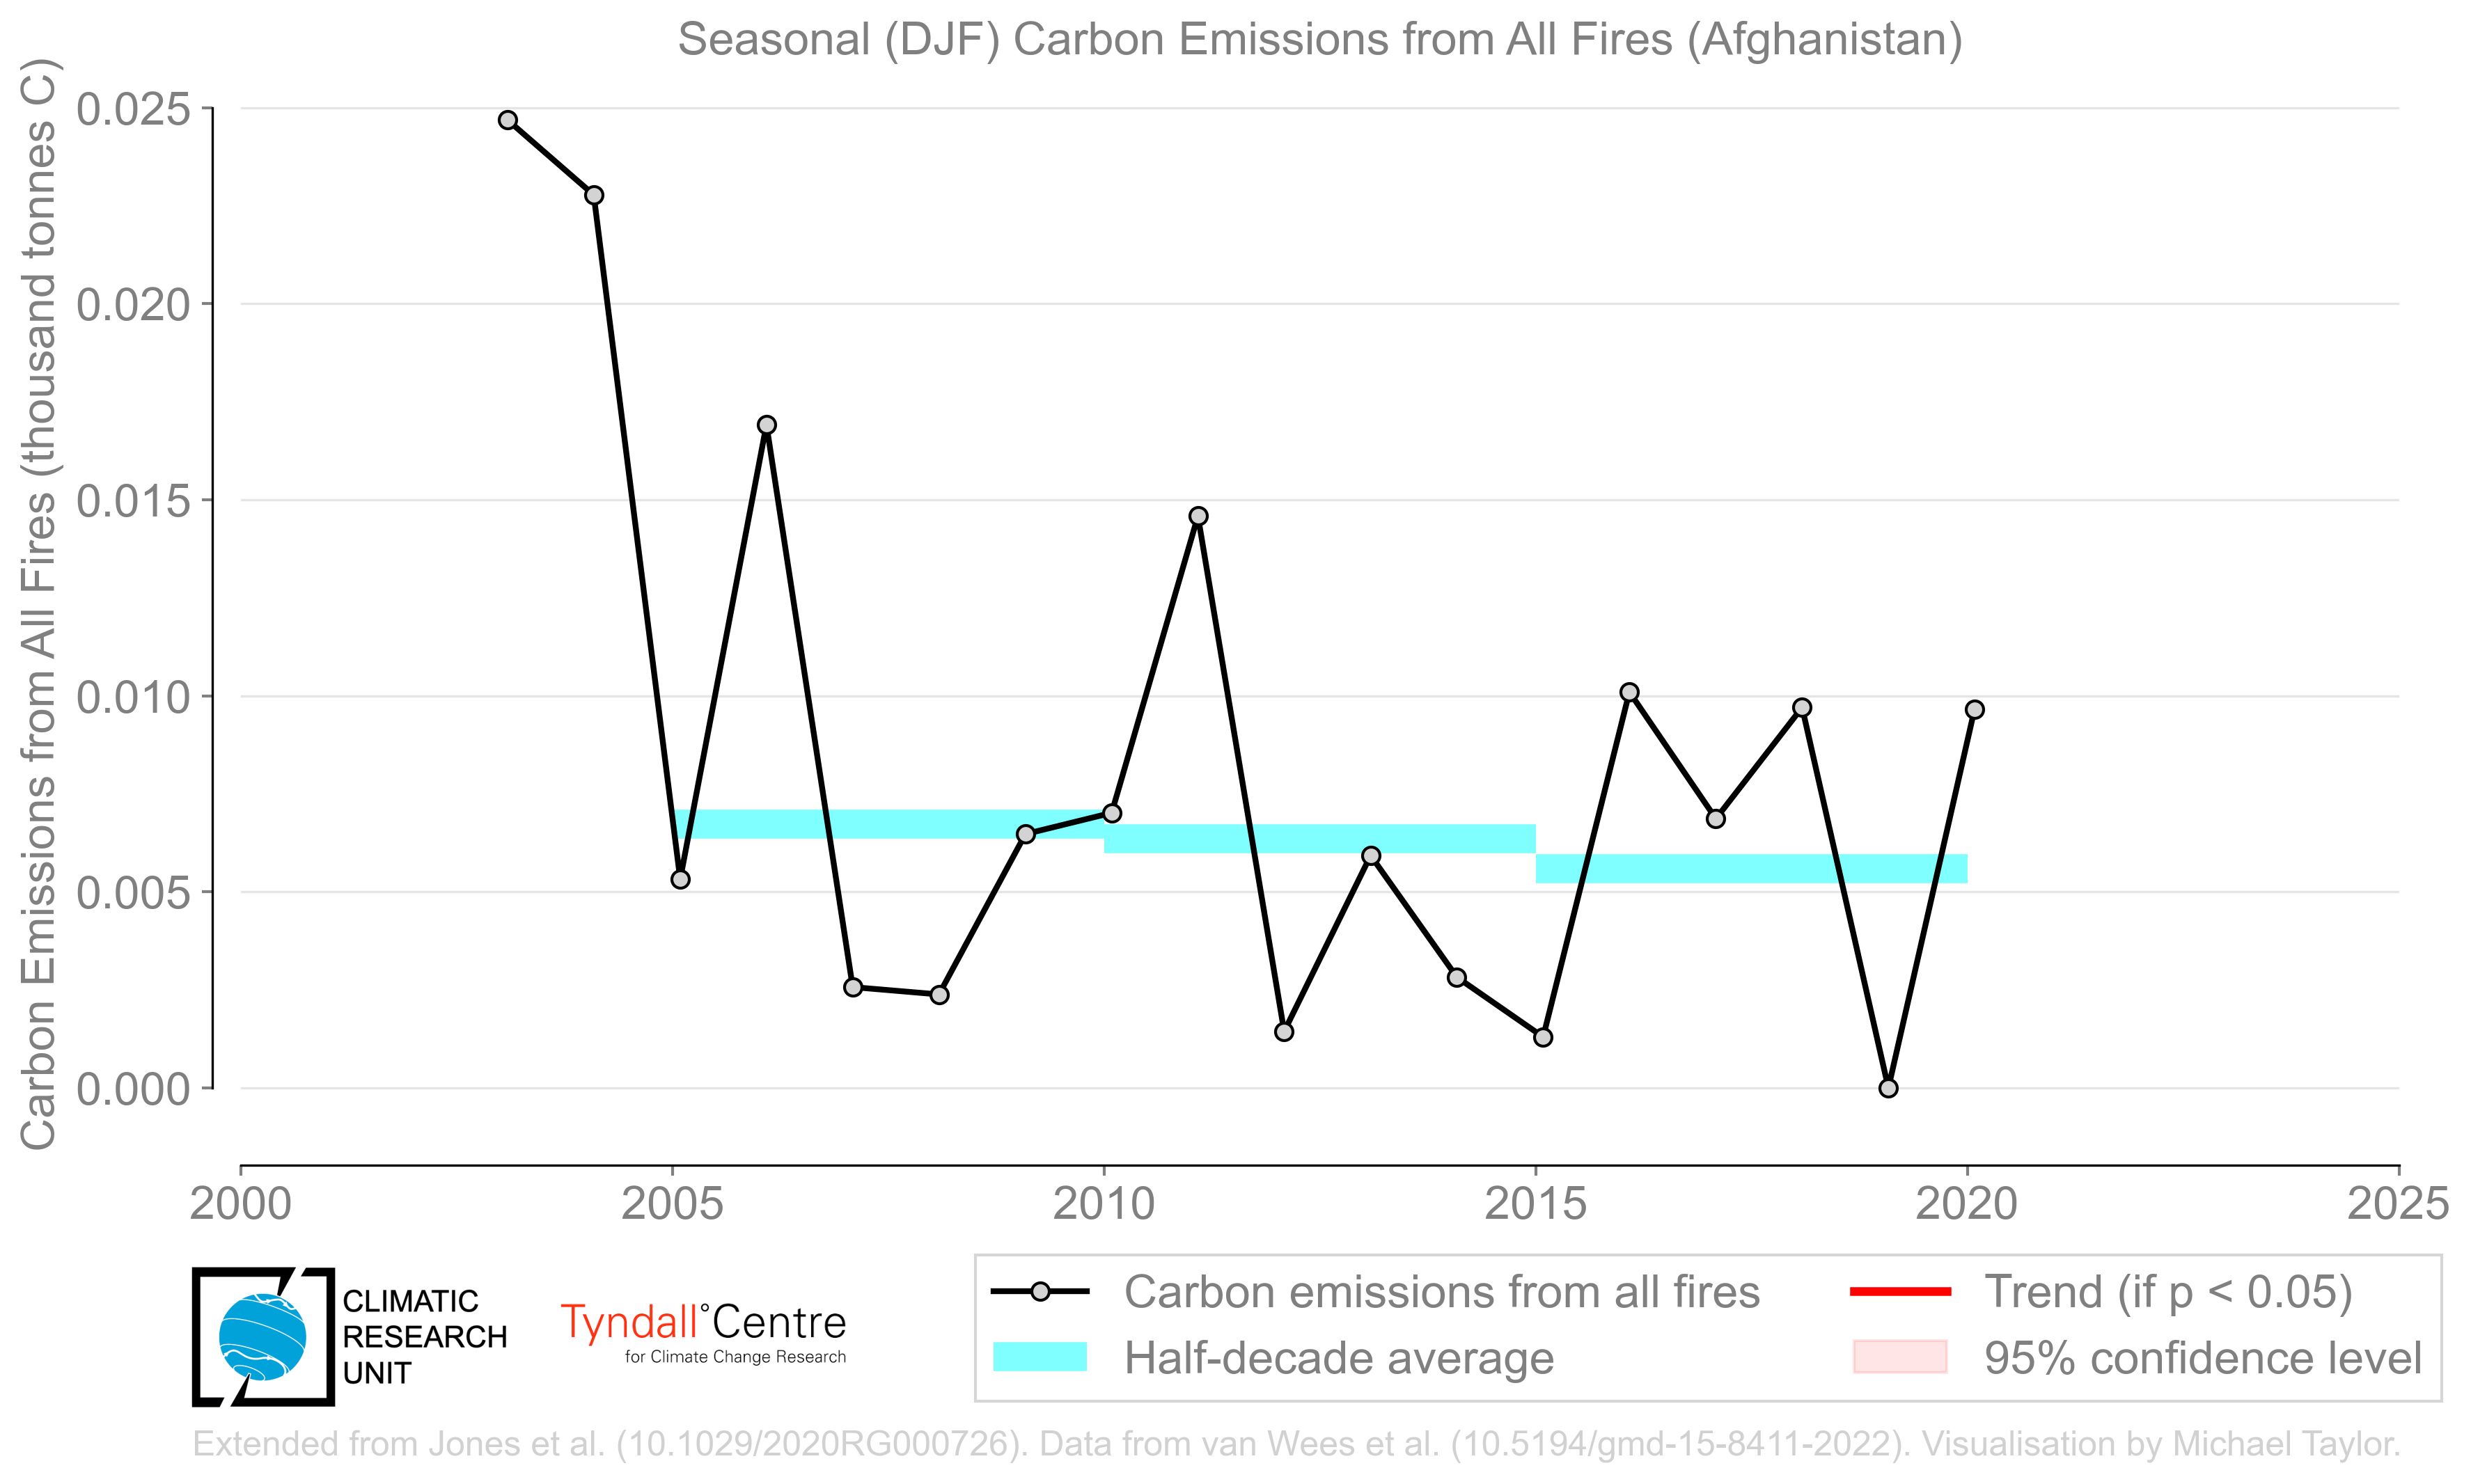 Seasonal (DJF) Carbon Emissions from All Fires (Afghanistan)
Carbon Emissions from All Fires (thousand tonnes C)
0.025
0.020
0.015
0.010
0.005
0.000
2000
2005
2010
2015
2020
2025
CLIMATIC
RESEARCH
UNIT
Tyndall°Centre
for Climate Change Research
Carbon emissions from all fires
Half-decade average
Trend (if p < 0.05)
95% confidence level
Extended from Jones et al. (10.1029/2020RG000726). Data from van Wees et al. (10.5194/gmd-15-8411-2022). Visualisation by Michael Taylor.